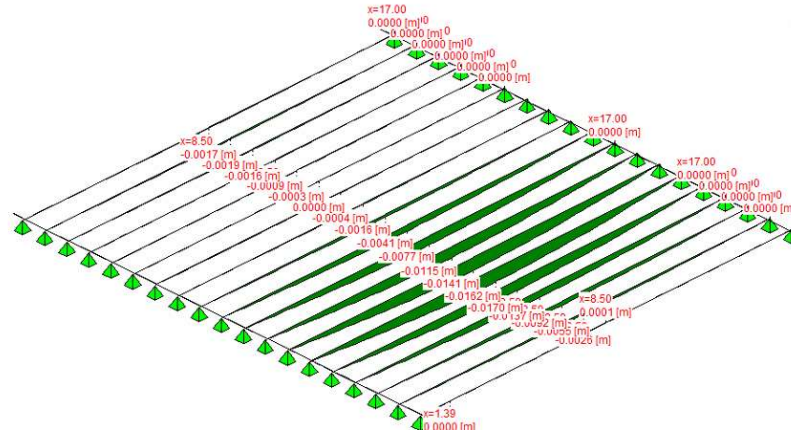 x=17.00
0.0000 [m]
0.0000 [m]
0.0000 [m]
0.0000 [m]
0.0000 [m]
0.0000 [m]
x=17.00
0.0000 [m]
x=8.50
-0.0017 [m]
-0.0019 [m]
-0.0016 [m]
-0.0009 [m]
-0.0003 [m]
0.0000 [m]
-0.0004 [m]
-0.0016 [m]
-0.0041 [m]
-0.0077 [m]
-0.0115 [m]
-0.0141 [m]
-0.0162 [m]
-0.0170 [m]
-0.0137 [m]
-0.0092 [m]
-0.0055 [m]
-0.0026 [m]
x=17.00
0.0000 [m]
0.0000 [m]
0.0000 [m]
0.0000 [m]
x=8.50
0.0001 [m]
x=1.39
0.0000 [m]